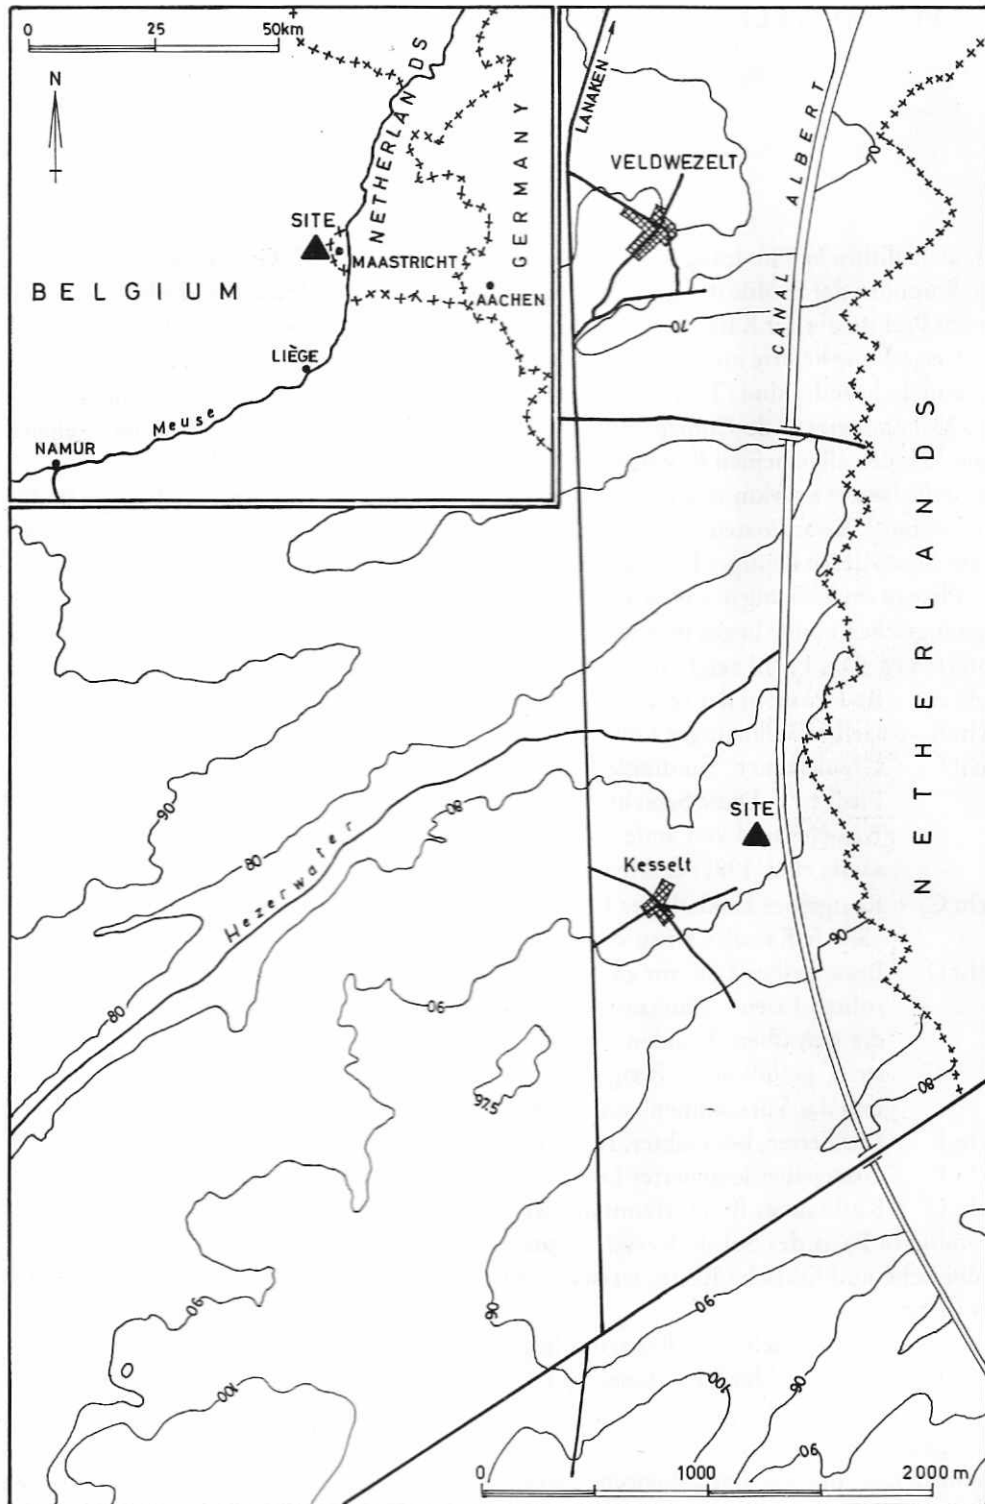 0 25 50km
N
NETHERLANDS
GERMANY
SITE
MAASTRICHT
BELGIUM
AACHEN
LIÈGE
Meuse
NAMUR
LANAKEN
VELDWEZELT
CANAL ALBERT
70
70
NETHERLANDS
90
80
80
Hezerwater
SITE
Kesselt
90
80
90
97.5
80
90
90
90
100
100
90
90
0 1000 2000 m